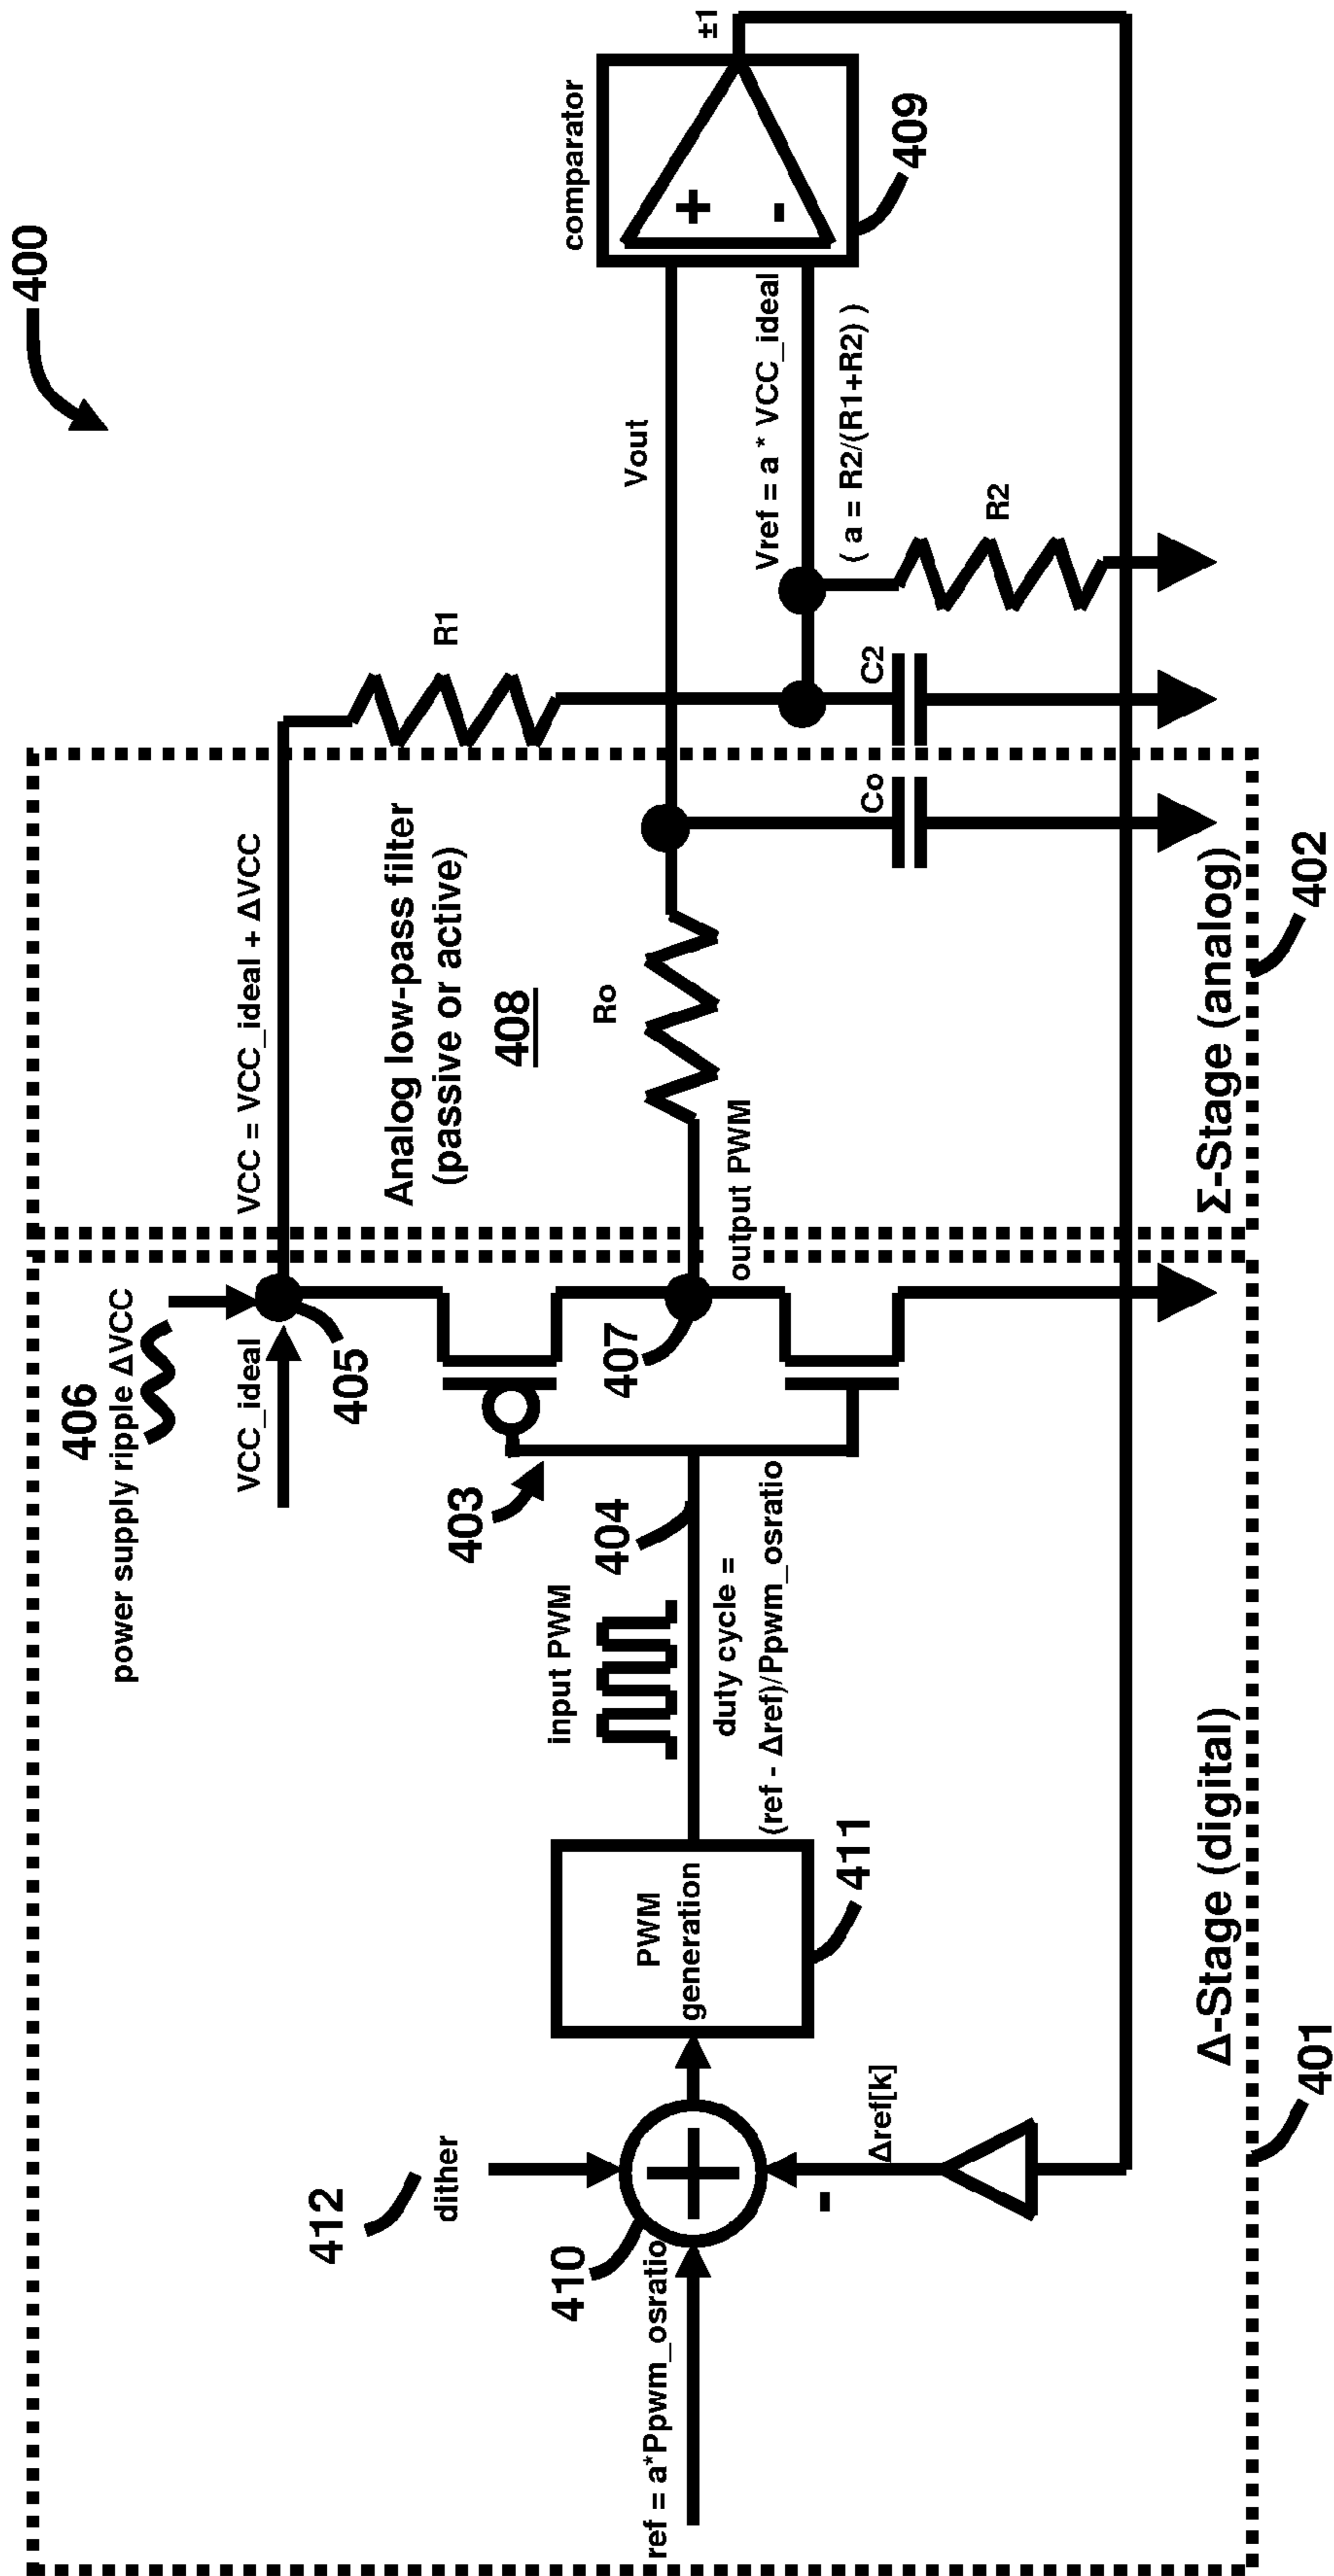 400
406
power supply ripple ΔVCC
VCC_ideal
405
VCC = VCC_ideal + ΔVCC
R1
Analog low-pass filter
(passive or active)
408
412
dither
410
ref = a*Ppwm_osratio
Δref[k]
-
PWM
generation
411
input PWM
404
duty cycle =
(ref - Δref)/Ppwm_osratio
403
407
output PWM
Ro
Co
C2
R2
Vout
Vref = a * VCC_ideal
( a = R2/(R1+R2) )
comparator
+
-
409
±1
Δ-Stage (digital)
401
Σ-Stage (analog)
402